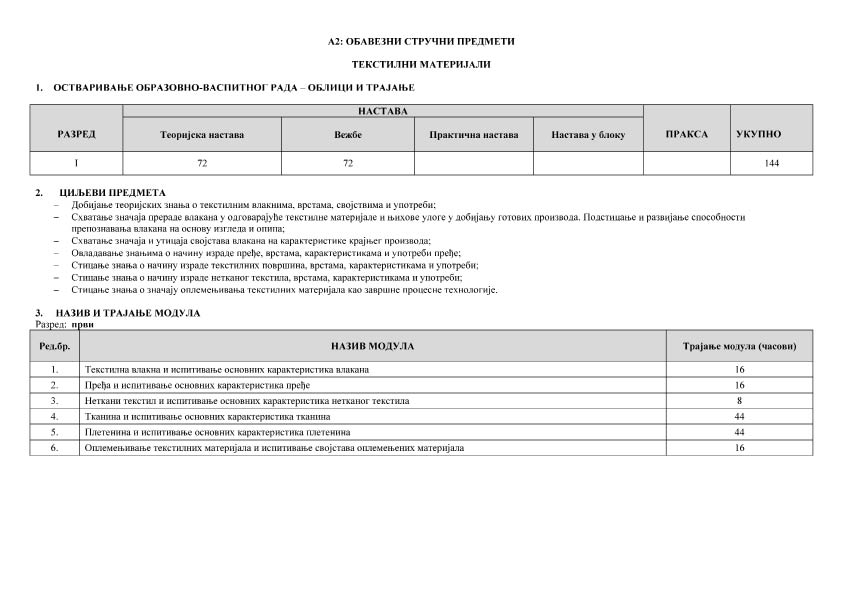 А2: ОБАВЕЗНИ СТРУЧНИ ПРЕДМЕТИ
ТЕКСТИЛНИ МАТЕРИЈАЛИ
1. ОСТВАРИВАЊЕ ОБРАЗОВНО-ВАСПИТНОГ РАДА – ОБЛИЦИ И ТРАЈАЊЕ
НАСТАВА
РАЗРЕД Теоријска настава Вежбе Практична настава Настава у блоку ПРАКСА УКУПНО
I 72 72 144
2. ЦИЉЕВИ ПРЕДМЕТА
– Добијање теоријских знања о текстилним влакнима, врстама, својствима и употреби;
– Схватање значаја прераде влакана у одговарајуће текстилне материјале и њихове улоге у добијању готових производа. Подстицање и развијање способности
препознавања влакана на основу изгледа и опипа;
– Схватање значаја и утицаја својстава влакана на карактеристике крајњег производа;
– Овладавање знањима о начину израде пређе, врстама, карактеристикама и употреби пређе;
– Стицање знања о начину израде текстилних површина, врстама, карактеристикама и употреби;
– Стицање знања о начину израде нетканог текстила, врстама, карактеристикама и употреби;
– Стицање знања о значају оплемењивања текстилних материјала као завршне процесне технологије.
3. НАЗИВ И ТРАЈАЊЕ МОДУЛА
Разред: први
Ред.бр. НАЗИВ МОДУЛА Трајање модула (часови)
1. Текстилна влакна и испитивање основних карактеристика влакана 16
2. Пређа и испитивање основних карактеристика пређе 16
3. Неткани текстил и испитивање основних карактеристика нетканог текстила 8
4. Тканина и испитивање основних карактеристика тканина 44
5. Плетенина и испитивање основних карактеристика плетенина 44
6. Оплемењивање текстилних материјала и испитивање својстава оплемењених материјала 16